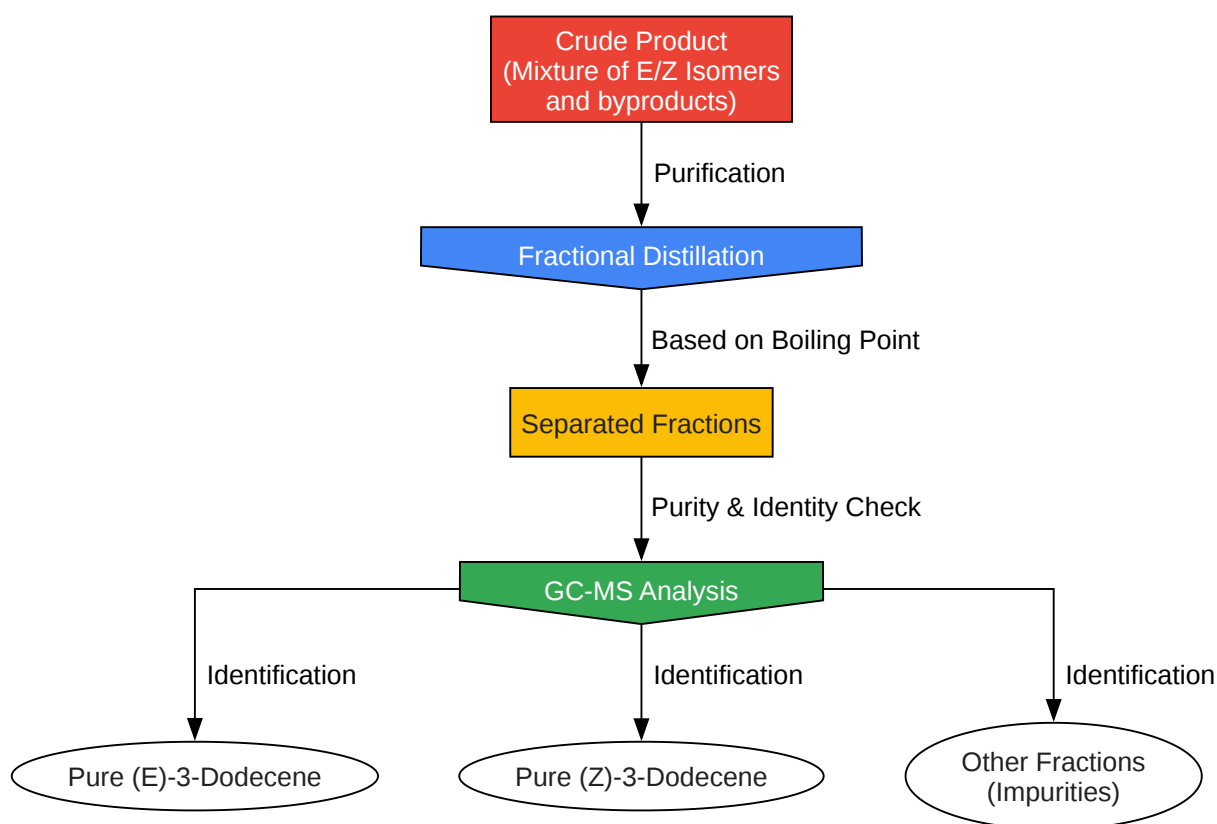 Crude Product
(Mixture of E/Z Isomers
and byproducts)
Purification
Fractional Distillation
Based on Boiling Point
Separated Fractions
Purity & Identity Check
GC-MS Analysis
Identification
Identification
Identification
Pure (E)-3-Dodecene
Pure (Z)-3-Dodecene
Other Fractions
(Impurities)